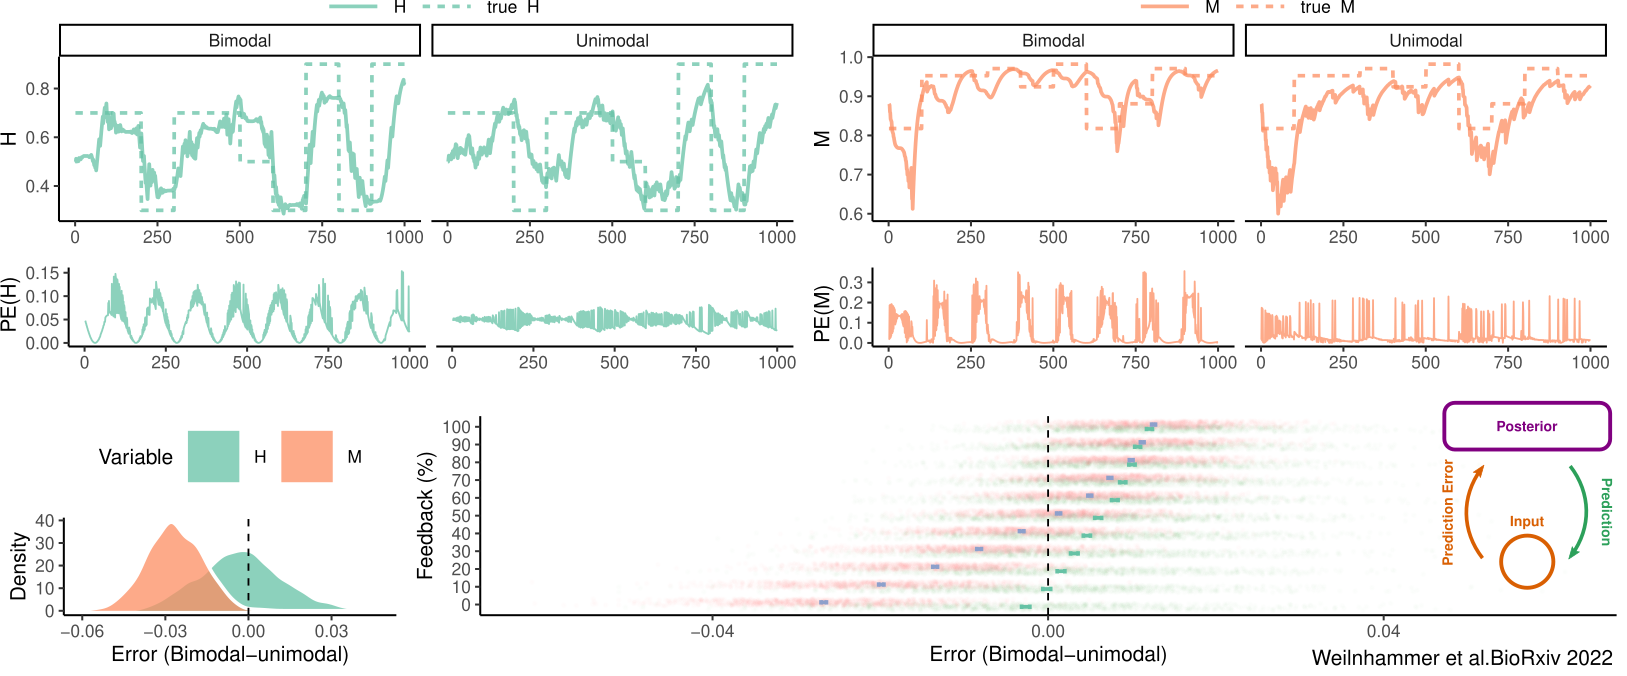 H true H
M true M
Bimodal Unimodal
Bimodal Unimodal
H
0.8
0.6
0.4
0 250 500 750 1000 0 250 500 750 1000
M
1.0
0.9
0.8
0.7
0.6
0 250 500 750 1000 0 250 500 750 1000
PE(H)
0.15
0.10
0.05
0.00
0 250 500 750 1000 0 250 500 750 1000
PE(M)
0.3
0.2
0.1
0.0
0 250 500 750 1000 0 250 500 750 1000
Variable H M
Density
40
30
20
10
0
−0.06 −0.03 0.00 0.03
Error (Bimodal−unimodal)
Feedback (%)
100
90
80
70
60
50
40
30
20
10
0
−0.04 0.00 0.04
Error (Bimodal−unimodal)
Posterior
Prediction Error
Prediction
Input
Weilnhammer et al.BioRxiv 2022